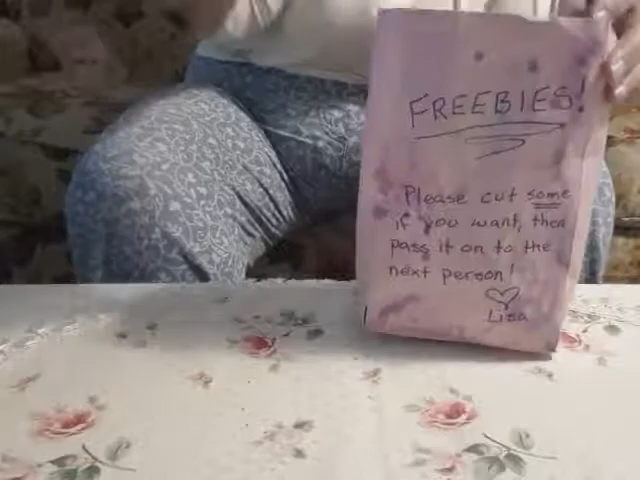 FREEBIES!
Please cut some
if you want, then
pass it on to the
next person!
♡
Lisa